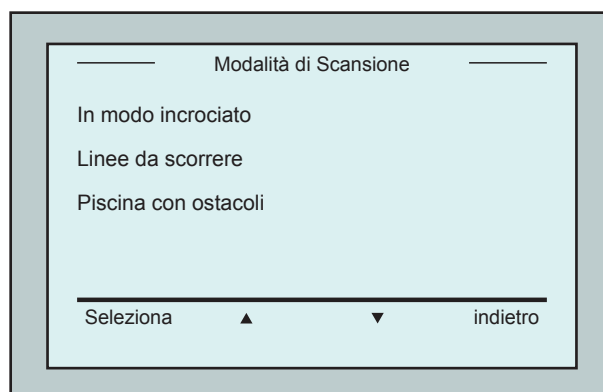 Modalità di Scansione
In modo incrociato
Linee da scorrere
Piscina con ostacoli
Seleziona ▲ ▼ indietro